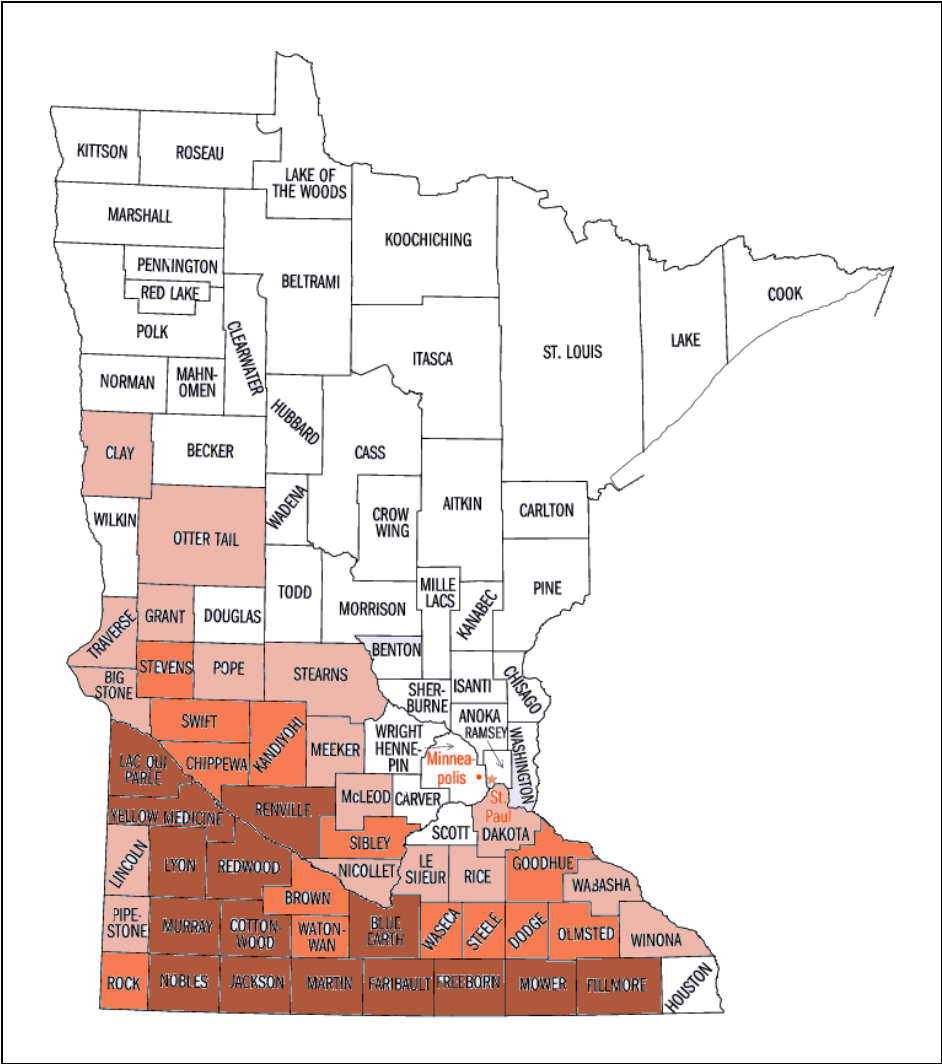 KITTSON
ROSEAU
LAKE OF
THE WOODS
MARSHALL
KOOCHICHING
PENNINGTON
BELTRAMI
RED LAKE
COOK
POLK
CLEARWATER
ITASCA
ST. LOUIS
LAKE
NORMAN
MAHN-
OMEN
HUBBARD
CLAY
BECKER
CASS
WADENA
AITKIN
CROW
WING
CARLTON
WILKIN
OTTER TAIL
TODD
MILLE
LACS
PINE
MORRISON
KANABEC
TRAVERSE
GRANT
DOUGLAS
BENTON
STEVENS
POPE
STEARNS
BIG
STONE
SHER-
BURNE
ISANTI
CHISAGO
SWIFT
KANDIYOHI
ANOKA
RAMSEY
WASHINGTON
WRIGHT
HENNE-
PIN
MEEKER
Minnea-
polis
LAC QUI
PARLE
CHIPPEWA
St.
Paul
McLEOD
CARVER
RENVILLE
YELLOW MEDICINE
SCOTT
DAKOTA
SIBLEY
LINCOLN
LYON
REDWOOD
NICOLLET
LE
SUEUR
RICE
GOODHUE
WABASHA
BROWN
PIPE-
STONE
MURRAY
COTTON-
WOOD
WATON-
WAN
BLUE
EARTH
WASECA
STEELE
DODGE
OLMSTED
WINONA
ROCK
NOBLES
JACKSON
MARTIN
FARIBAULT
FREEBORN
MOWER
FILLMORE
HOUSTON